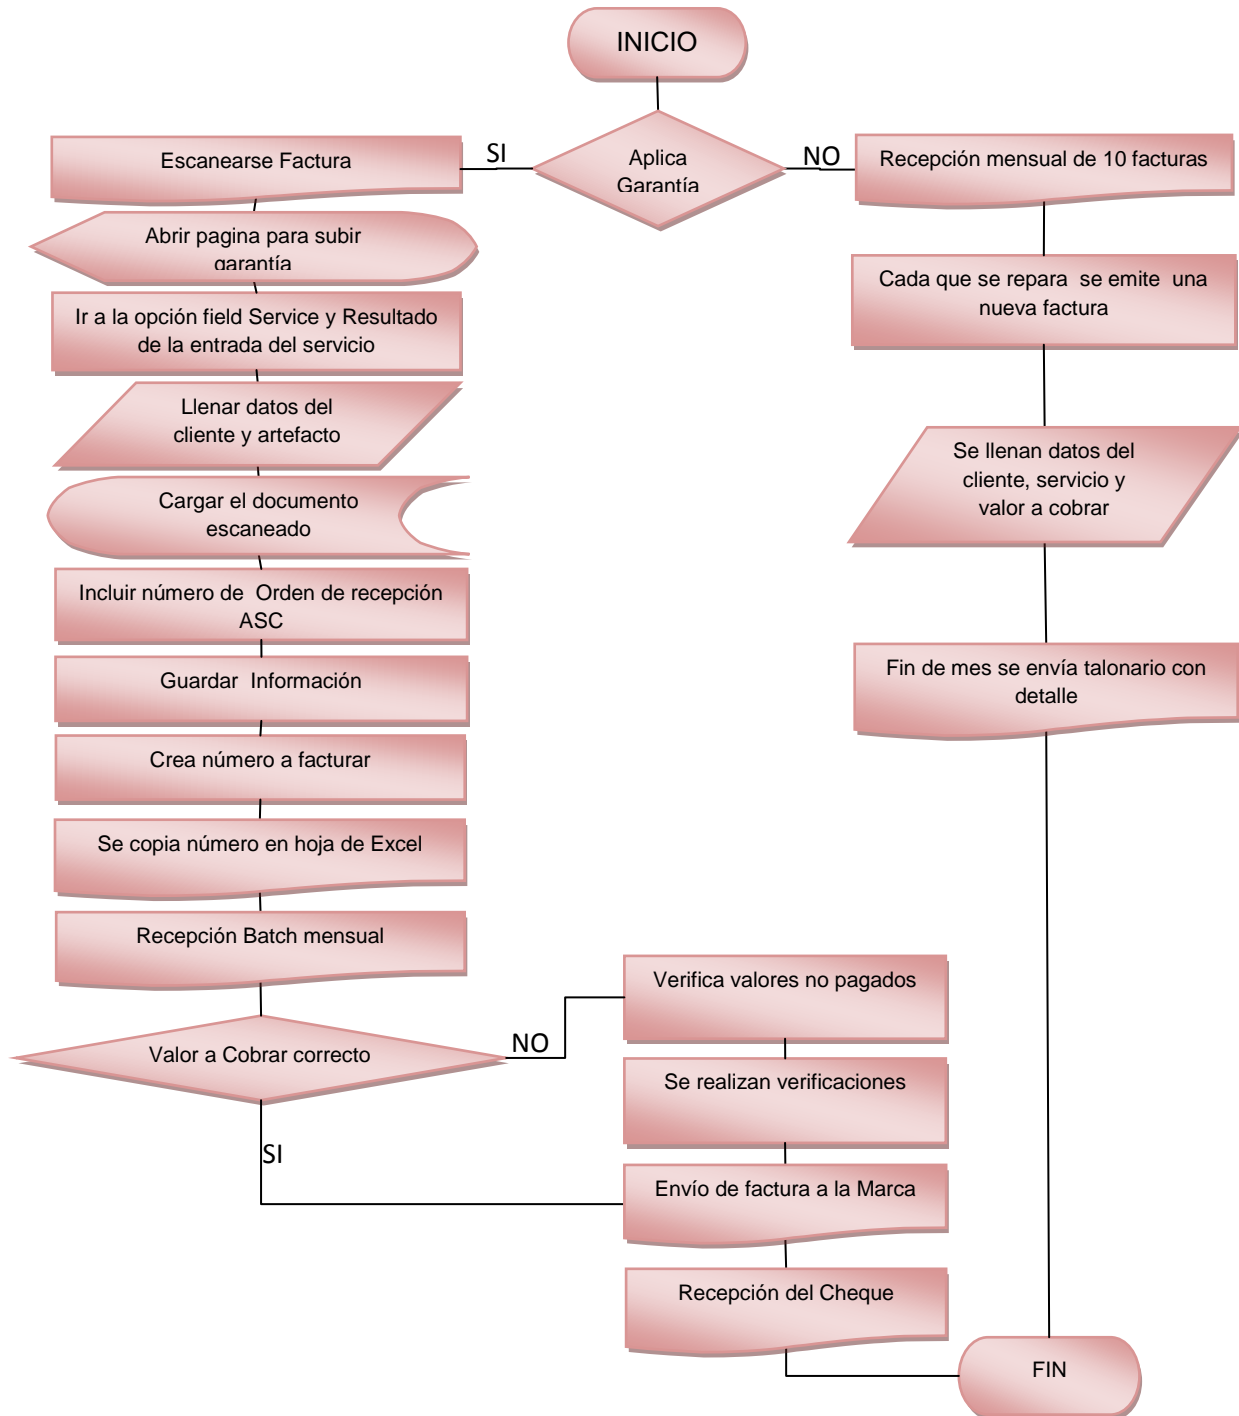 INICIO
Aplica
Garantía
SI
NO
Escanearse Factura
Abrir pagina para subir
garantía
Ir a la opción field Service y Resultado
de la entrada del servicio
Llenar datos del
cliente y artefacto
Cargar el documento
escaneado
Incluir número de Orden de recepción
ASC
Guardar Información
Crea número a facturar
Se copia número en hoja de Excel
Recepción Batch mensual
Valor a Cobrar correcto
NO
SI
Verifica valores no pagados
Se realizan verificaciones
Envío de factura a la Marca
Recepción del Cheque
Recepción mensual de 10 facturas
Cada que se repara se emite una
nueva factura
Se llenan datos del
cliente, servicio y
valor a cobrar
Fin de mes se envía talonario con
detalle
FIN